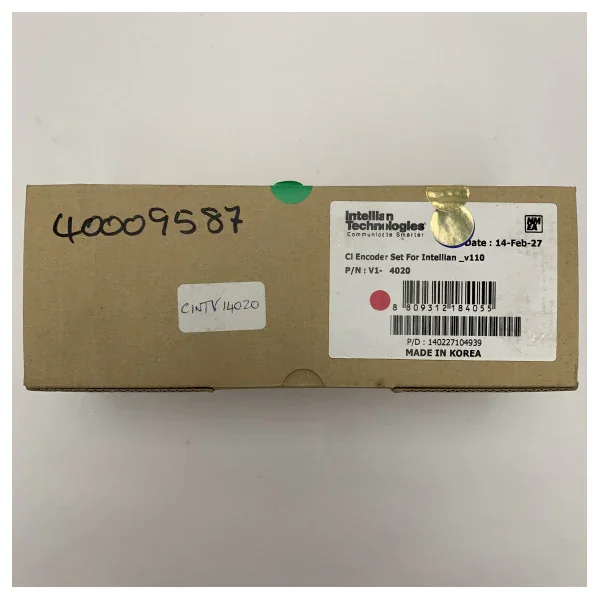 40009587
CINTV14020
Intellian
Technologies
Communicate Smarter
NMEA
Date : 14-Feb-27
CI Encoder Set For Intellian _v110
P/N : V1- 4020
8 809312 184055
P/D : 140227104939
MADE IN KOREA